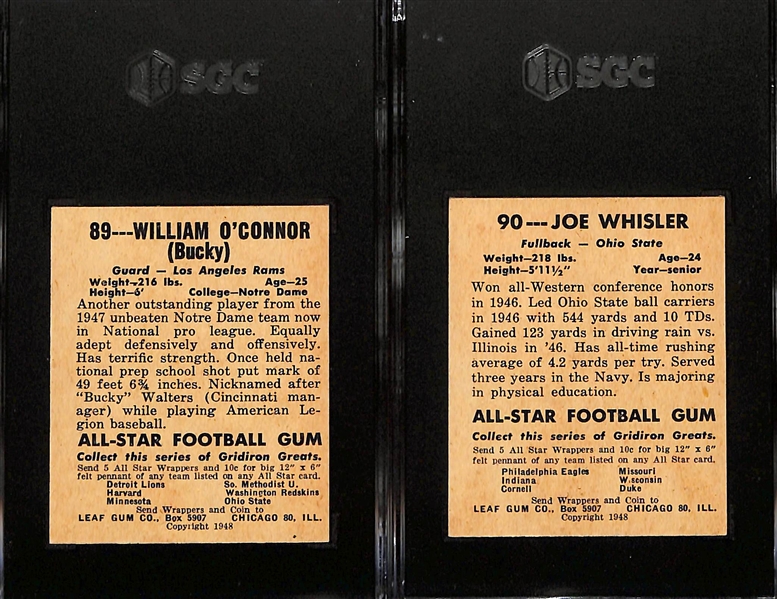 SGC
89---WILLIAM O'CONNOR
(Bucky)
Guard — Los Angeles Rams
Weight-216 lbs. Age-25
Height-6' College-Notre Dame
Another outstanding player from the
1947 unbeaten Notre Dame team now
in National pro league. Equally
adept defensively and offensively.
Has terrific strength. Once held na-
tional prep school shot put mark of
49 feet 6¾ inches. Nicknamed after
"Bucky" Walters (Cincinnati man-
ager) while playing American Le-
gion baseball.
ALL-STAR FOOTBALL GUM
Collect this series of Gridiron Greats.
Send 5 All Star Wrappers and 10c for big 12" x 6"
felt pennant of any team listed on any All Star card.
Detroit Lions So. Methodist U.
Harvard Washington Redskins
Minnesota Ohio State
Send Wrappers and Coin to
LEAF GUM CO., Box 5907 CHICAGO 80, ILL.
Copyright 1948
SGC
90---JOE WHISLER
Fullback — Ohio State
Weight-218 lbs. Age-24
Height-5'11½" Year-senior
Won all-Western conference honors
in 1946. Led Ohio State ball carriers
in 1946 with 544 yards and 10 TDs.
Gained 123 yards in driving rain vs.
Illinois in '46. Has all-time rushing
average of 4.2 yards per try. Served
three years in the Navy. Is majoring
in physical education.
ALL-STAR FOOTBALL GUM
Collect this series of Gridiron Greats.
Send 5 All Star Wrappers and 10c for big 12" x 6"
felt pennant of any team listed on any All Star card.
Philadelphia Eagles Missouri
Indiana Wisconsin
Cornell Duke
Send Wrappers and Coin to
LEAF GUM CO., Box 5907 CHICAGO 80, ILL.
Copyright 1948